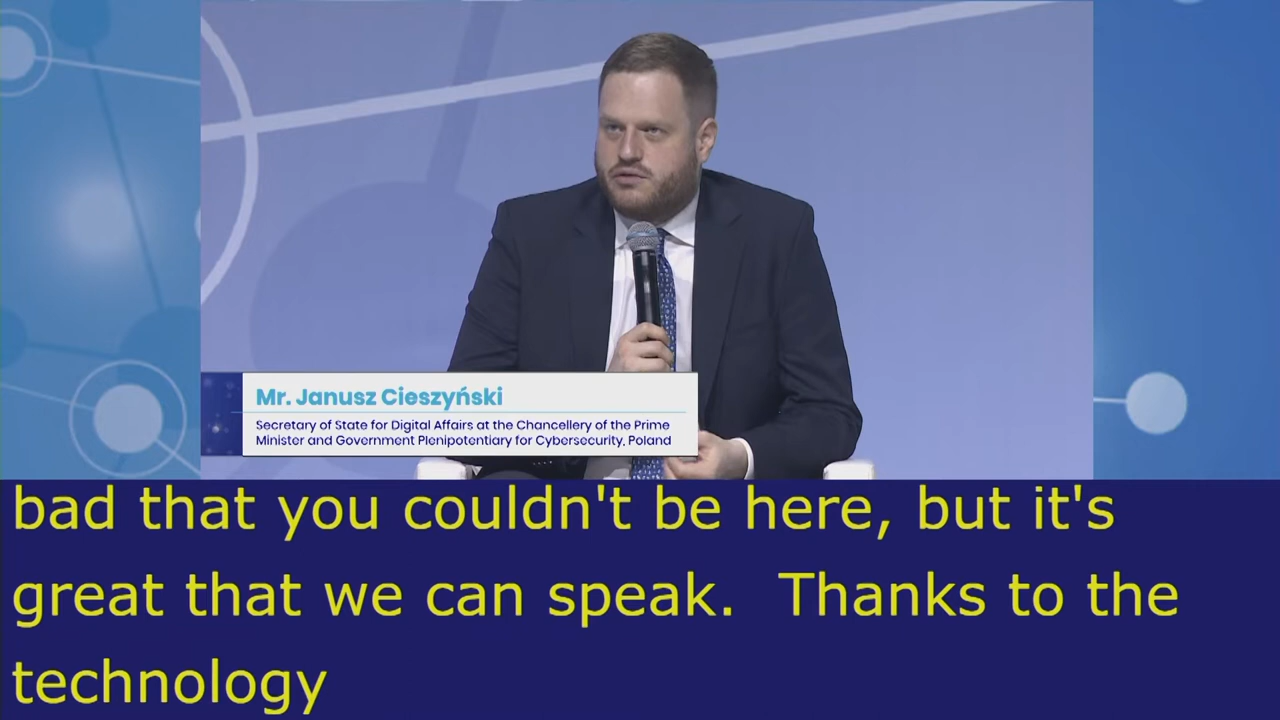 Mr. Janusz Cieszyński
Secretary of State for Digital Affairs at the Chancellery of the Prime
Minister and Government Plenipotentiary for Cybersecurity, Poland
bad that you couldn't be here, but it's
great that we can speak.  Thanks to the
technology